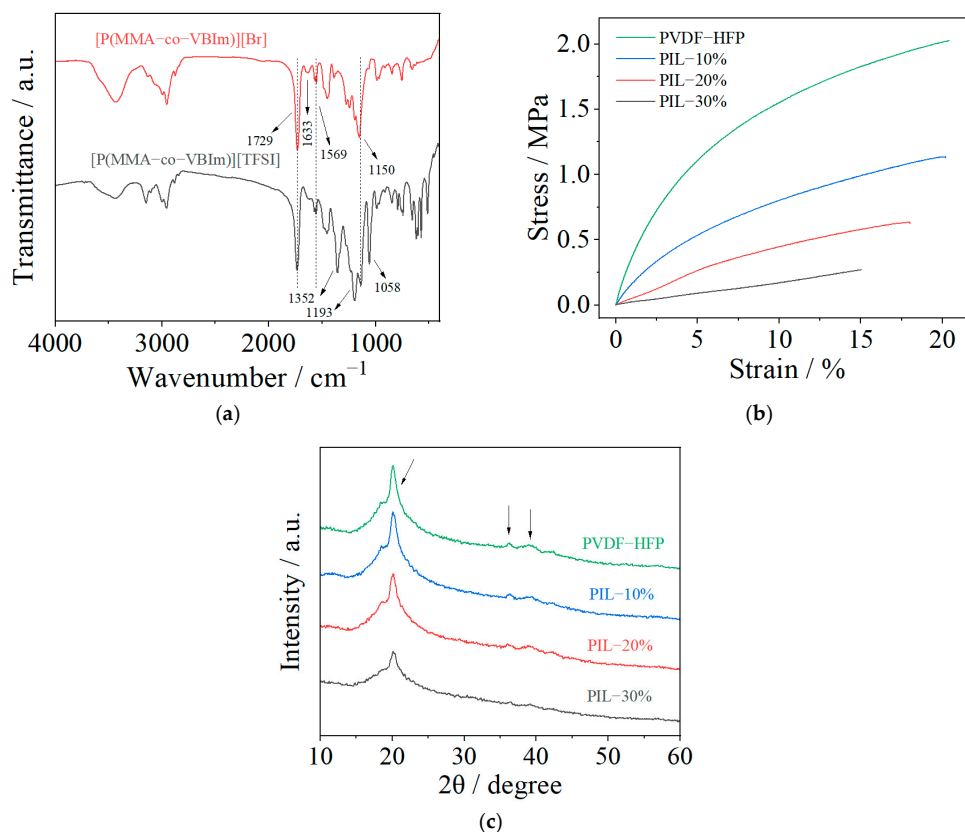 [P(MMA−co−VBIm)][Br]
1729
1633
1569
1150
[P(MMA−co−VBIm)][TFSI]
1352
1193
1058
Transmittance / a.u.
4000 3000 2000 1000
Wavenumber / cm⁻¹
(a)
PVDF−HFP
PIL−10%
PIL−20%
PIL−30%
Stress / MPa
2.0
1.5
1.0
0.5
0.0
0 5 10 15 20
Strain / %
(b)
PVDF−HFP
PIL−10%
PIL−20%
PIL−30%
Intensity / a.u.
10 20 30 40 50 60
2θ / degree
(c)